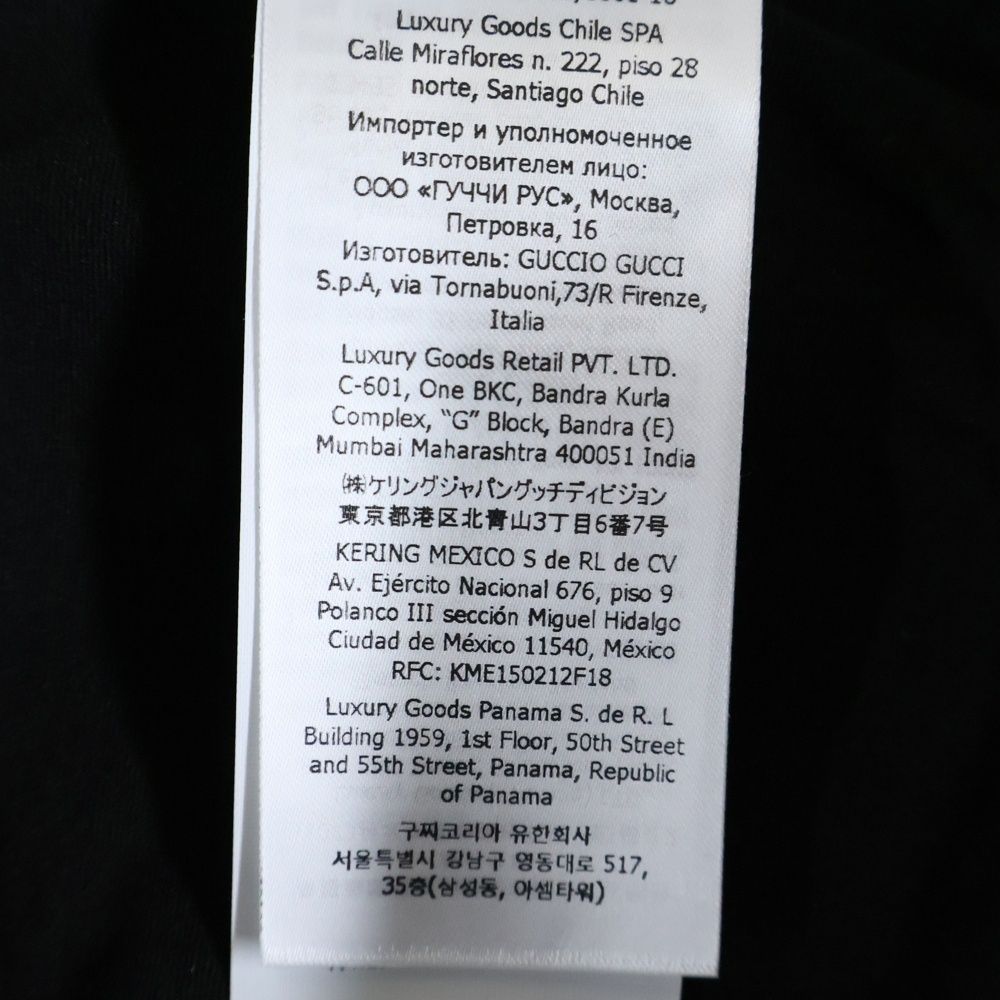 Luxury Goods Chile SPA
Calle Miraflores n. 222, piso 28
norte, Santiago Chile
Импортер и уполномоченное
изготовителем лицо:
ООО «ГУЧЧИ РУС», Москва,
Петровка, 16
Изготовитель: GUCCIO GUCCI
S.p.A, via Tornabuoni,73/R Firenze,
Italia
Luxury Goods Retail PVT. LTD.
C-601, One BKC, Bandra Kurla
Complex, “G” Block, Bandra (E)
Mumbai Maharashtra 400051 India
㈱ケリングジャパングッチディビジョン
東京都港区北青山3丁目6番7号
KERING MEXICO S de RL de CV
Av. Ejército Nacional 676, piso 9
Polanco III sección Miguel Hidalgo
Ciudad de México 11540, México
RFC: KME150212F18
Luxury Goods Panama S. de R. L
Building 1959, 1st Floor, 50th Street
and 55th Street, Panama, Republic
of Panama
구찌코리아 유한회사
서울특별시 강남구 영동대로 517,
35층(삼성동, 아셈타워)